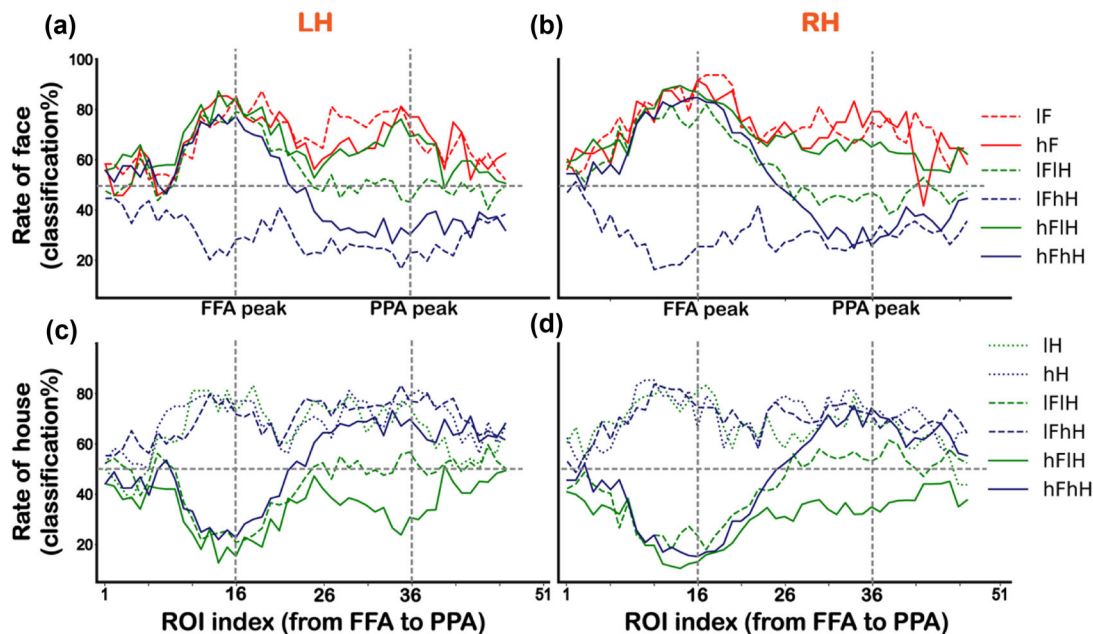 (a)
LH
(b)
RH
Rate of face
(classification%)
100
80
60
40
20
FFA peak
PPA peak
FFA peak
PPA peak
lF
hF
lFlH
lFhH
hFlH
hFhH
(c)
(d)
Rate of house
(classification%)
80
60
40
20
1
16
26
36
51
1
16
26
36
51
ROI index (from FFA to PPA)
ROI index (from FFA to PPA)
lH
hH
lFlH
lFhH
hFlH
hFhH